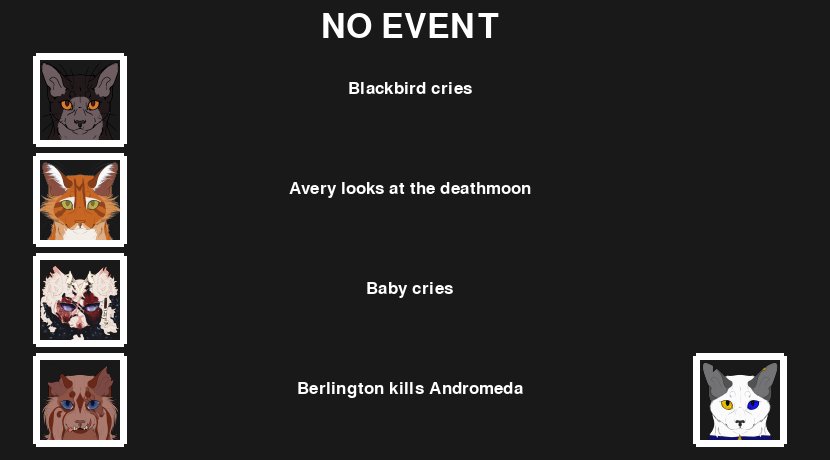 NO EVENT
Blackbird cries
Avery looks at the deathmoon
Baby cries
Berlington kills Andromeda